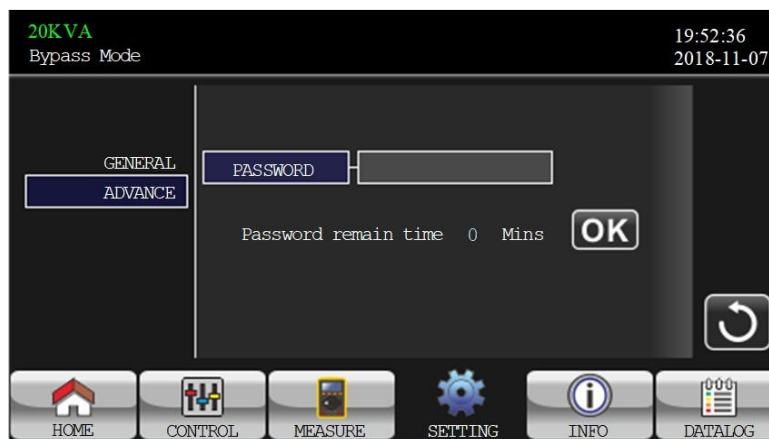 20KVA
Bypass Mode
19:52:36
2018-11-07
GENERAL
ADVANCE
PASSWORD
Password remain time 0 Mins
OK
HOME
CONTROL
MEASURE
SETTING
INFO
DATALOG